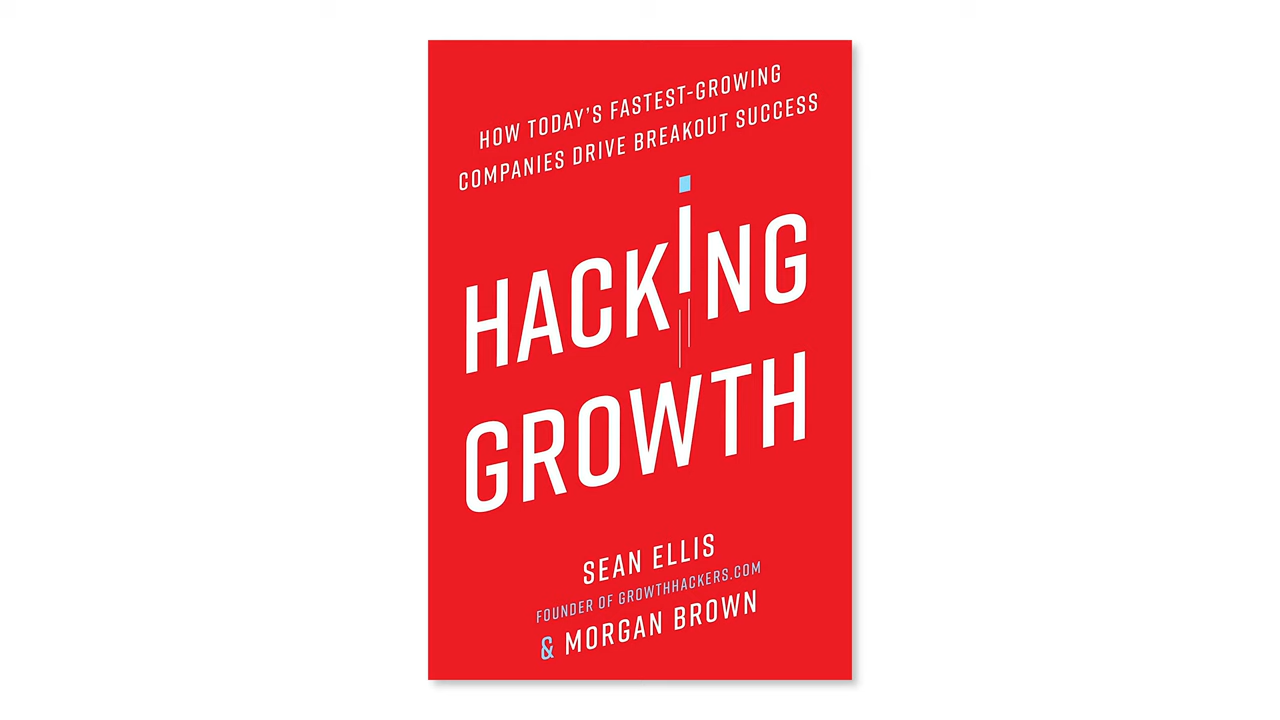 HOW TODAY'S FASTEST-GROWING
COMPANIES DRIVE BREAKOUT SUCCESS
HACKiNG
GROWTH
SEAN ELLIS
FOUNDER OF GROWTHHACKERS.COM
& MORGAN BROWN